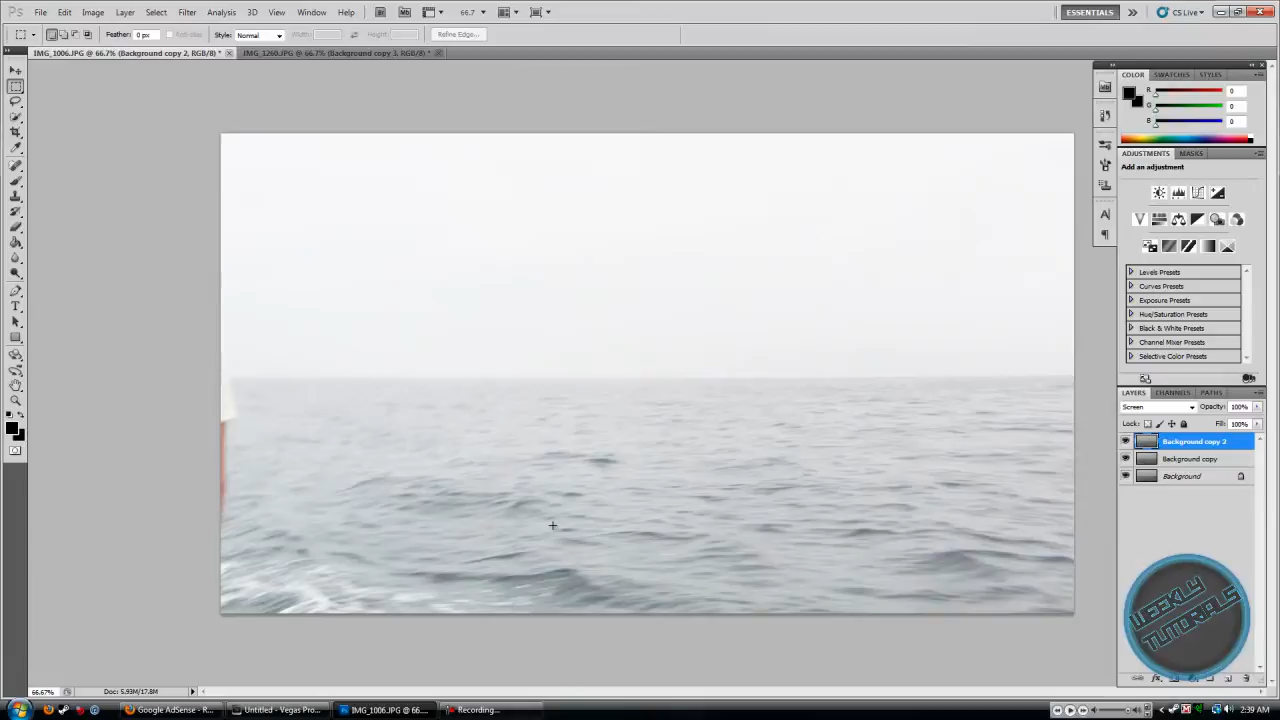 Ps
File Edit Image Layer Select Filter Analysis 3D View Window Help
Br Mb 66.7
ESSENTIALS
CS Live
Feather: 0 px Anti-alias Style: Normal Width: Height: Refine Edge...
IMG_1006.JPG @ 66.7% (Background copy 2, RGB/8) *
IMG_1260.JPG @ 66.7% (Background copy 3, RGB/8) *
COLOR SWATCHES STYLES
R 0
G 0
B 0
ADJUSTMENTS MASKS
Add an adjustment
Levels Presets
Curves Presets
Exposure Presets
Hue/Saturation Presets
Black & White Presets
Channel Mixer Presets
Selective Color Presets
LAYERS CHANNELS PATHS
Screen Opacity: 100%
Lock: Fill: 100%
Background copy 2
Background copy
Background
WEEKLY
TUTORIALS
66.67% Doc: 5.93M/17.8M
Google AdSense - R... Untitled - Vegas Pro... IMG_1006.JPG @ 66.... Recording... 2:39 AM